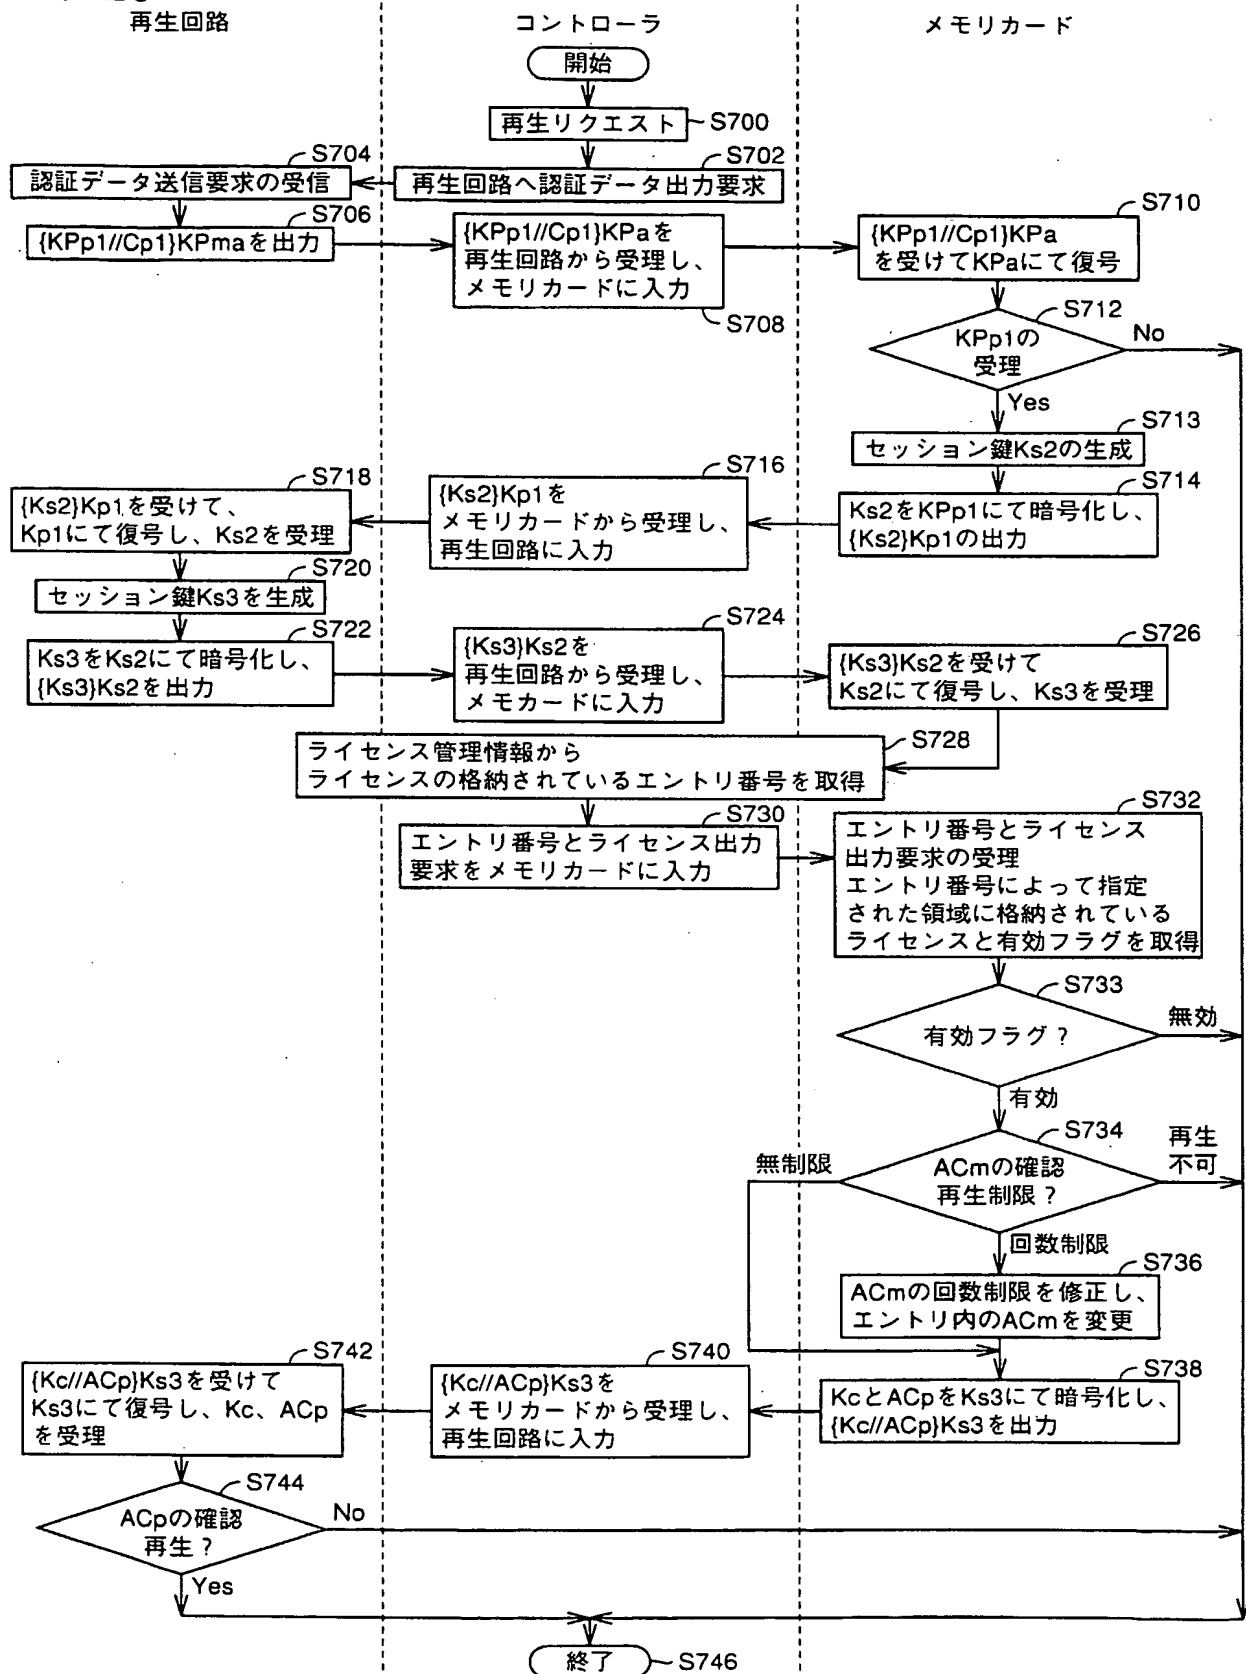 再生回路
コントローラ
メモリカード
開始
再生リクエスト
S700
S704
認証データ送信要求の受信
S702
再生回路へ認証データ出力要求
S706
{KPp1//Cp1}KPmaを出力
{KPp1//Cp1}KPaを
再生回路から受理し、
メモリカードに入力
S708
S710
{KPp1//Cp1}KPa
を受けてKPaにて復号
S712
KPp1の
受理
No
Yes
S713
セッション鍵Ks2の生成
S714
Ks2をKPp1にて暗号化し、
{Ks2}Kp1の出力
S716
{Ks2}Kp1を
メモリカードから受理し、
再生回路に入力
S718
{Ks2}Kp1を受けて、
Kp1にて復号し、Ks2を受理
S720
セッション鍵Ks3を生成
S722
Ks3をKs2にて暗号化し、
{Ks3}Ks2を出力
S724
{Ks3}Ks2を
再生回路から受理し、
メモカードに入力
S726
{Ks3}Ks2を受けて
Ks2にて復号し、Ks3を受理
S728
ライセンス管理情報から
ライセンスの格納されているエントリ番号を取得
S730
エントリ番号とライセンス出力
要求をメモリカードに入力
S732
エントリ番号とライセンス
出力要求の受理
エントリ番号によって指定
された領域に格納されている
ライセンスと有効フラグを取得
S733
有効フラグ?
無効
有効
S734
ACmの確認
再生制限?
再生
不可
無制限
回数制限
S736
ACmの回数制限を修正し、
エントリ内のACmを変更
S738
KcとACpをKs3にて暗号化し、
{Kc//ACp}Ks3を出力
S740
{Kc//ACp}Ks3を
メモリカードから受理し、
再生回路に入力
S742
{Kc//ACp}Ks3を受けて
Ks3にて復号し、Kc、ACp
を受理
S744
ACpの確認
再生?
No
Yes
終了
S746